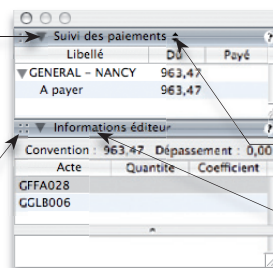 Suivi des paiements
Libellé Dû Payé
GENERAL - NANCY 963,47
A payer 963,47
Informations éditeur
Convention : 963,47 Dépassement : 0,00
Acte Quantité Coefficient
GFFA028
GGLB006